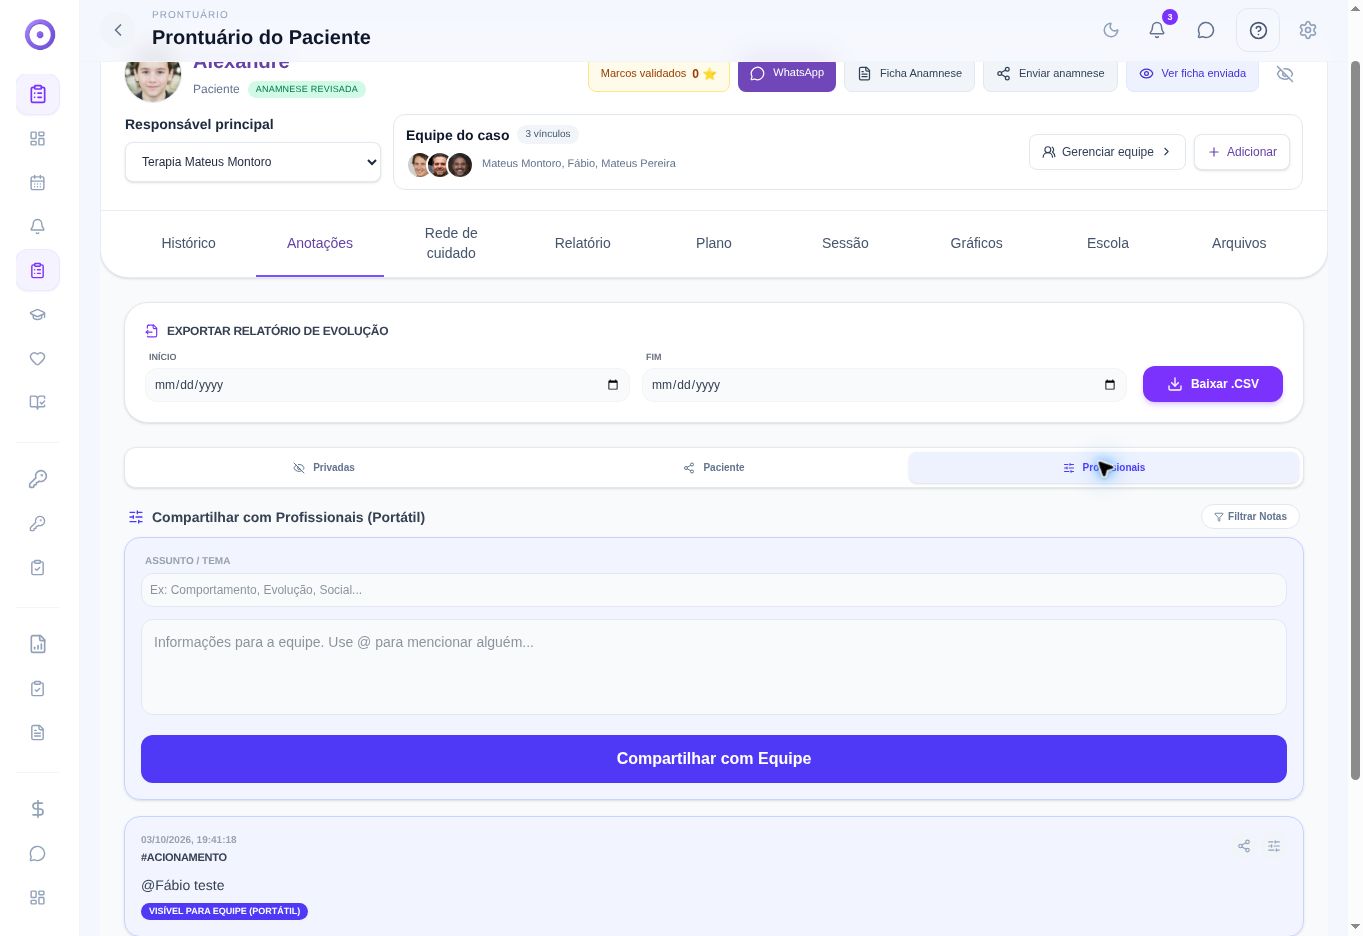 PRONTUÁRIO
Prontuário do Paciente
3
Alexandre
Paciente
ANAMNESE REVISADA
Marcos validados 0 ⭐
WhatsApp
Ficha Anamnese
Enviar anamnese
Ver ficha enviada
Responsável principal
Terapia Mateus Montoro
Equipe do caso
3 vínculos
Mateus Montoro, Fábio, Mateus Pereira
Gerenciar equipe
Adicionar
Histórico
Anotações
Rede de
cuidado
Relatório
Plano
Sessão
Gráficos
Escola
Arquivos
EXPORTAR RELATÓRIO DE EVOLUÇÃO
INÍCIO
mm/dd/yyyy
FIM
mm/dd/yyyy
Baixar .CSV
Privadas
Paciente
Compartilhar com Profissionais (Portátil)
Filtrar Notas
ASSUNTO / TEMA
Ex: Comportamento, Evolução, Social...
Informações para a equipe. Use @ para mencionar alguém...
Compartilhar com Equipe
03/10/2026, 19:41:18
#ACIONAMENTO
@Fábio teste
VISÍVEL PARA EQUIPE (PORTÁTIL)